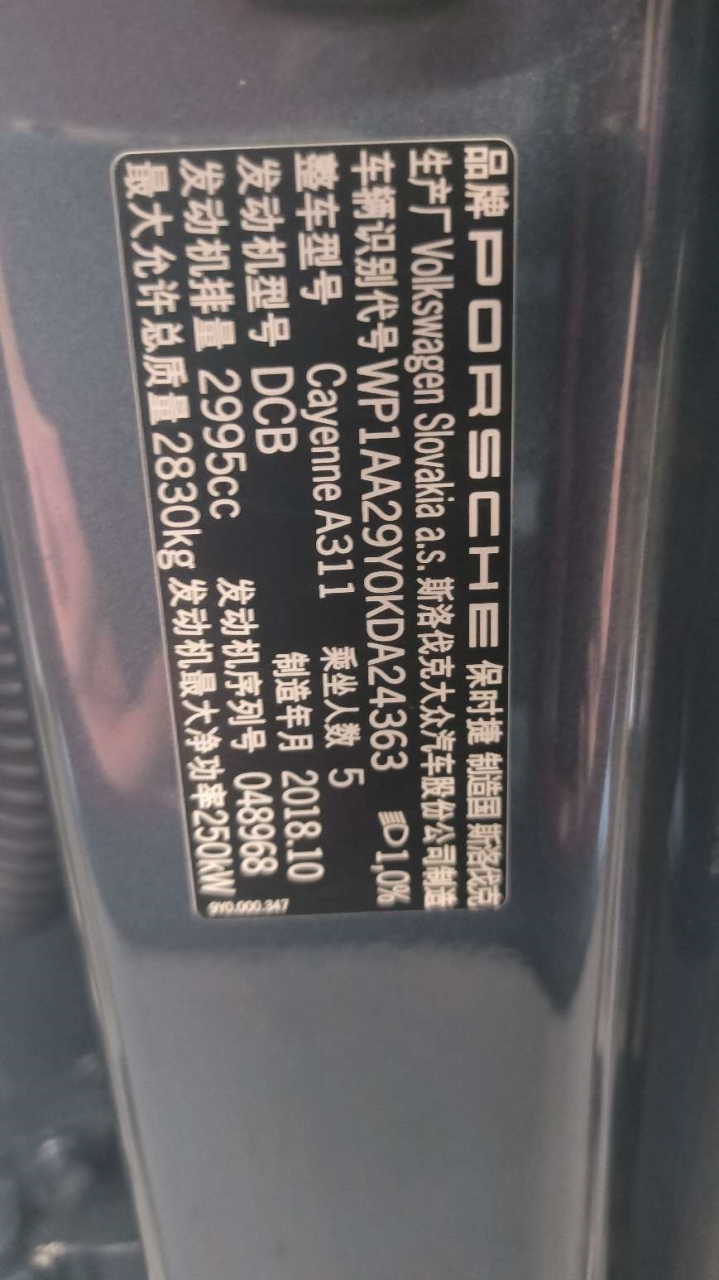 品牌 PORSCHE 保时捷 制造国 斯洛伐克
生产厂 Volkswagen Slovakia a.s. 斯洛伐克大众汽车股份公司制造
车辆识别代号 WP1AA29Y0KDA24363 1,0%
整车型号 Cayenne A311 乘坐人数 5
发动机型号 DCB 制造年月 2018.10
发动机排量 2995cc 发动机序列号 048968
最大允许总质量 2830kg 发动机最大净功率250kW
9Y0.000.347